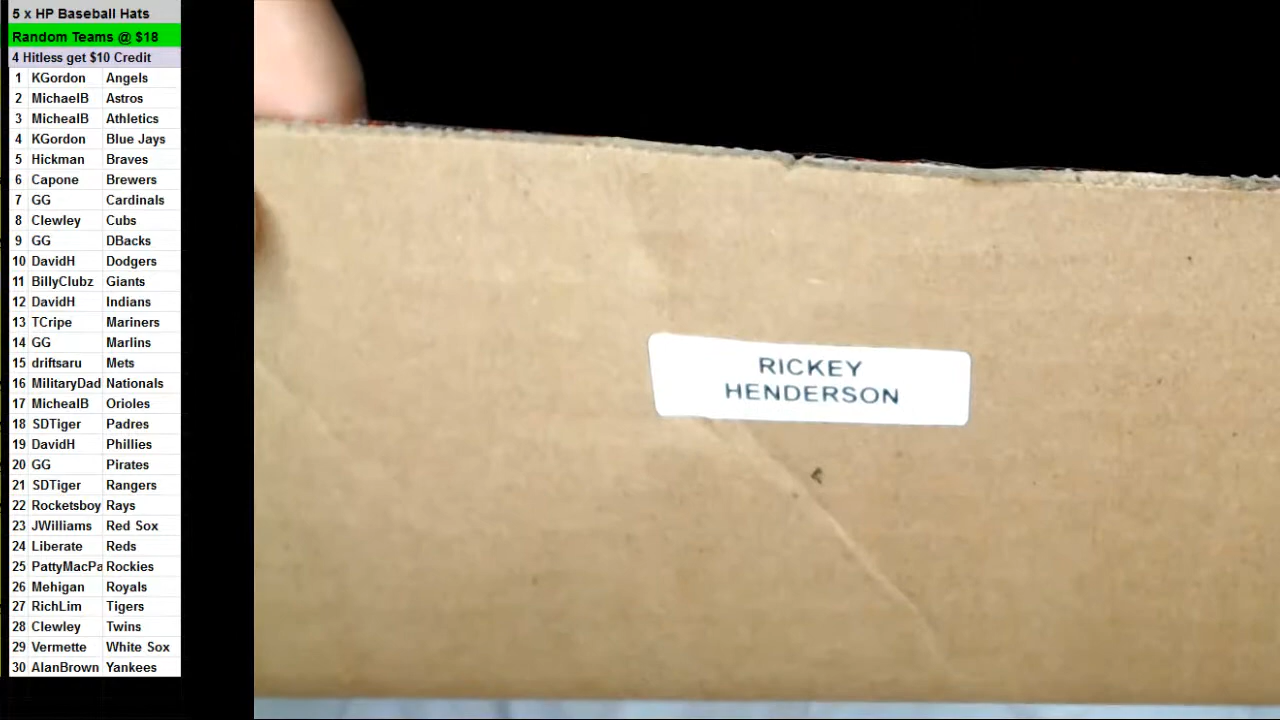 5 x HP Baseball Hats
Random Teams @ $18
4 Hitless get $10 Credit
1 KGordon Angels
2 MichaelB Astros
3 MichealB Athletics
4 KGordon Blue Jays
5 Hickman Braves
6 Capone Brewers
7 GG Cardinals
8 Clewley Cubs
9 GG DBacks
10 DavidH Dodgers
11 BillyClubz Giants
12 DavidH Indians
13 TCripe Mariners
14 GG Marlins
15 driftsaru Mets
16 MilitaryDad Nationals
17 MichealB Orioles
18 SDTiger Padres
19 DavidH Phillies
20 GG Pirates
21 SDTiger Rangers
22 Rocketsboy Rays
23 JWilliams Red Sox
24 Liberate Reds
25 PattyMacPa Rockies
26 Mehigan Royals
27 RichLim Tigers
28 Clewley Twins
29 Vermette White Sox
30 AlanBrown Yankees
RICKEY
HENDERSON